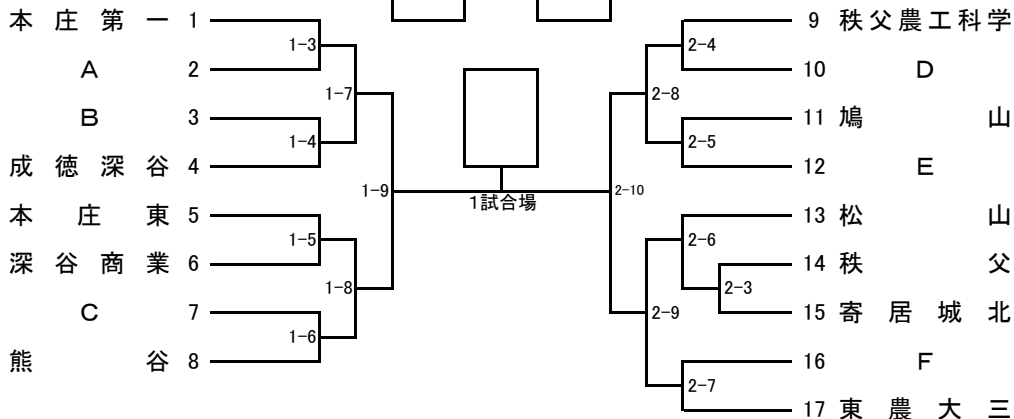 本庄第一 1 9 秩父農工科学
1-3 2-4
A 2 10 D
1-7 2-8
B 3 11 鳩山
1-4 2-5
成徳深谷 4 12 E
1-9 2-10
1試合場
本庄東 5 13 松山
1-5 2-6
深谷商業 6 14 秩父
1-8 2-3
C 7 2-9 15 寄居城北
1-6
熊谷 8 16 F
2-7
17 東農大三